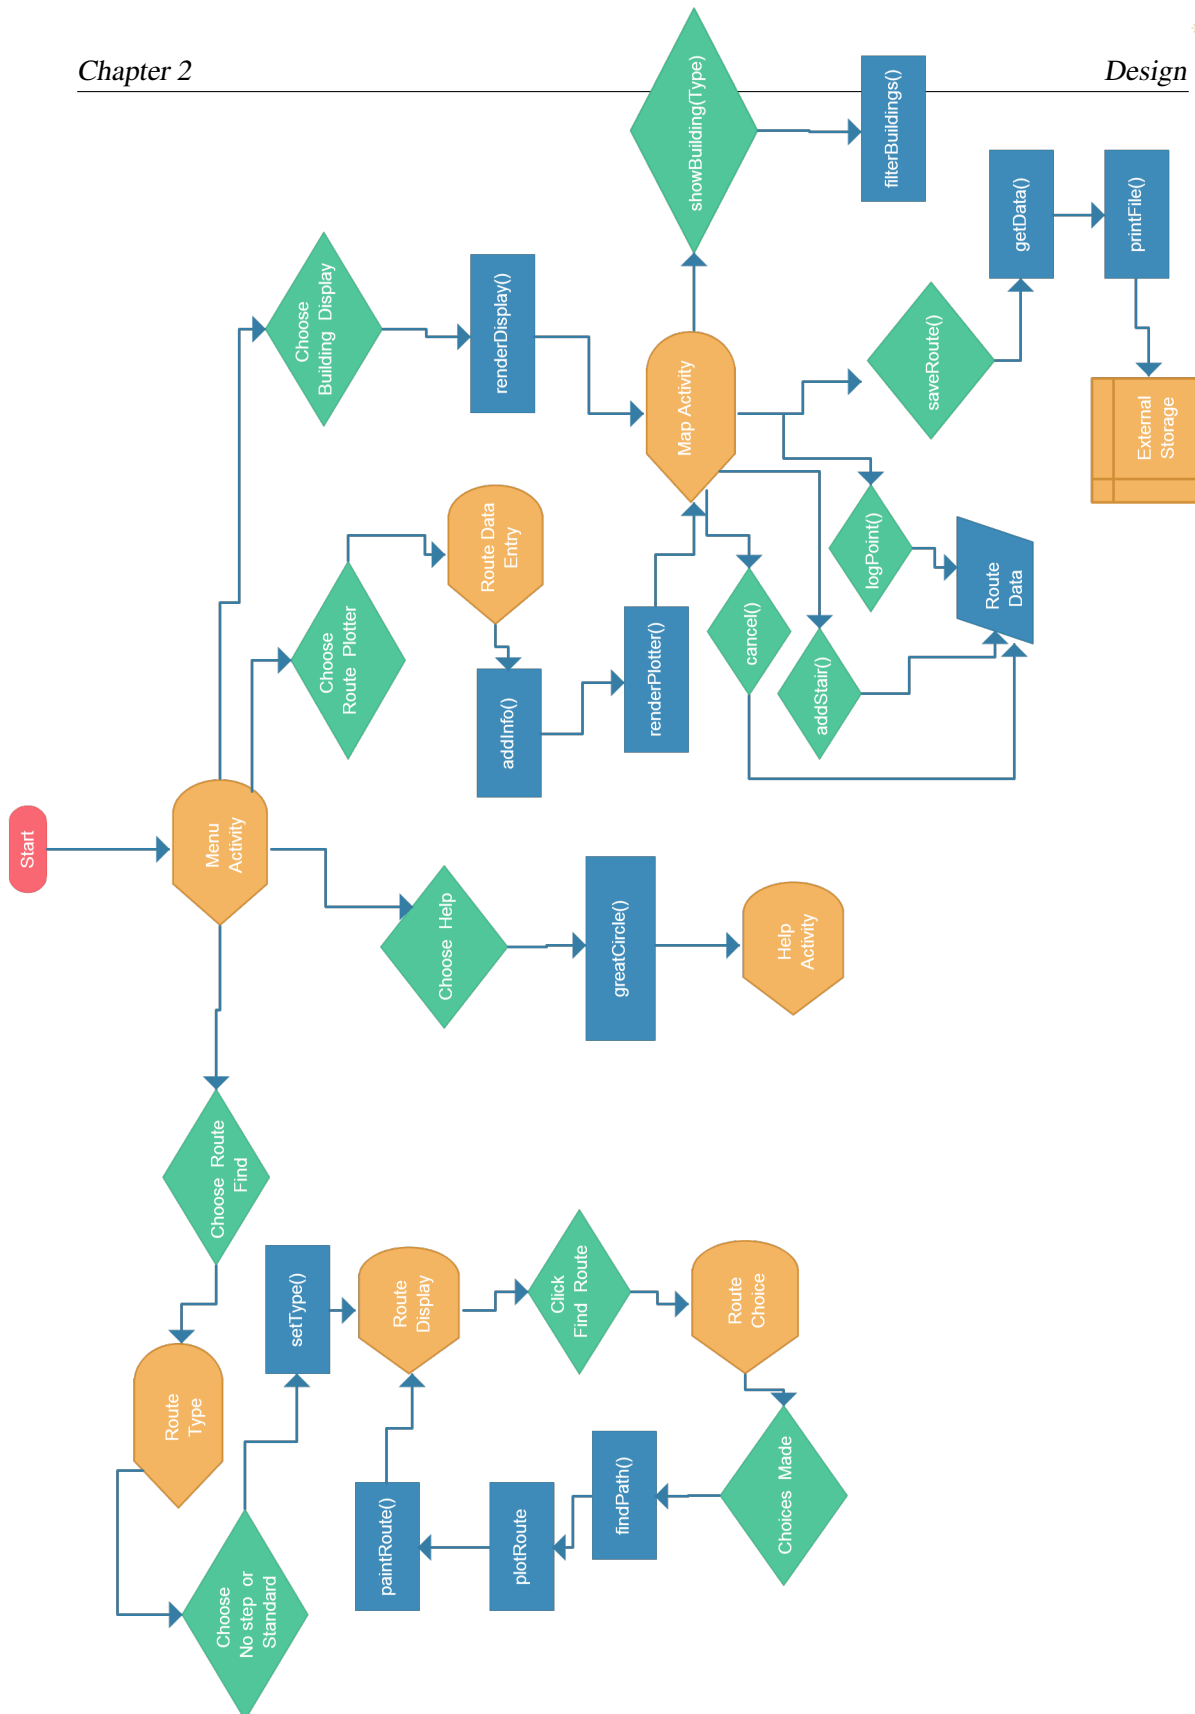 Chapter 2
Design
Start
Menu
Activity
Choose
Building Display
renderDisplay()
showBuilding(Type)
filterBuildings()
Map Activity
Choose
Route Plotter
Route Data
Entry
addInfo()
renderPlotter()
cancel()
addStair()
logPoint()
Route
Data
saveRoute()
getData()
printFile()
External
Storage
Choose Help
greatCircle()
Help
Activity
Choose Route
Find
Route
Type
Choose
No step or
Standard
setType()
Route
Display
Click
Find Route
Route
Choice
Choices Made
findPath()
plotRoute
paintRoute()